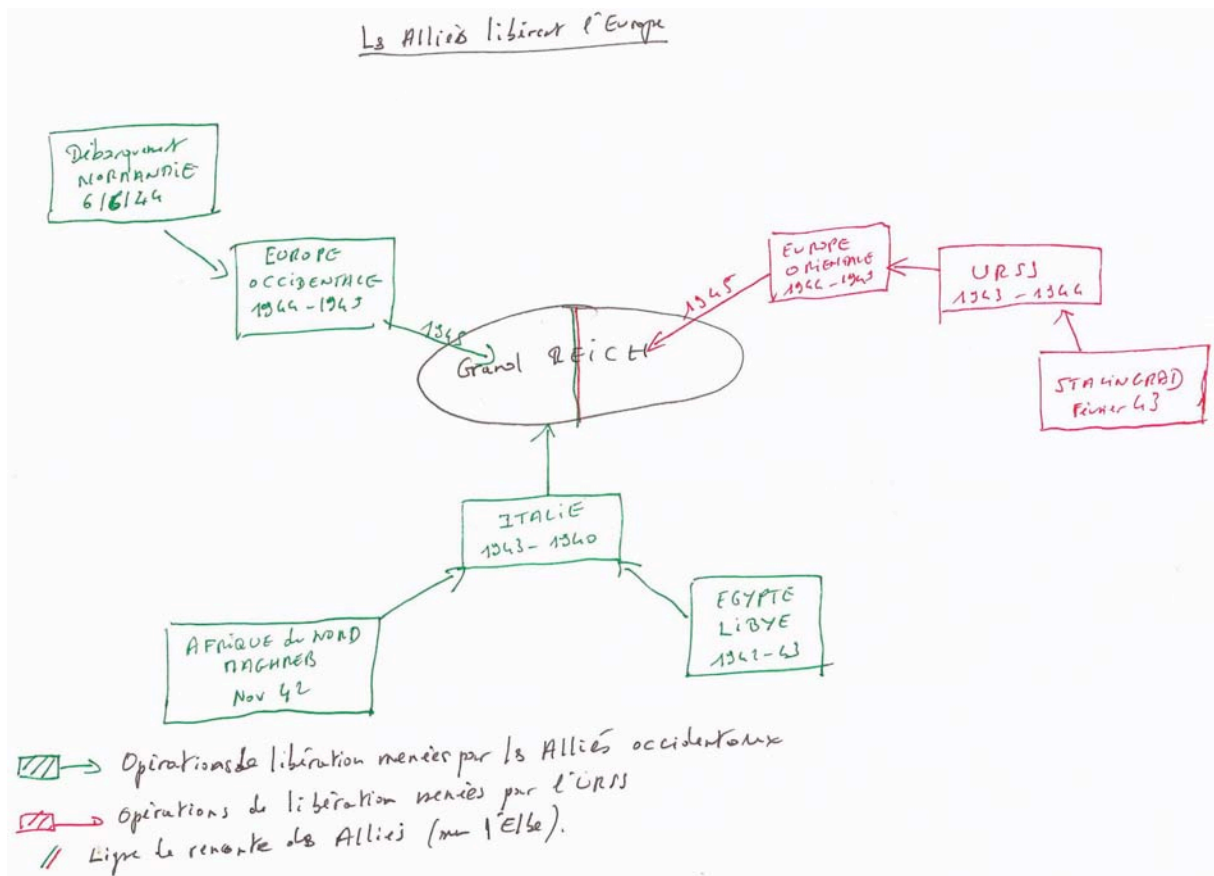 Ls Alliés libèrent l'Europe
Débarquement
NORMANDIE
6/6/44
EUROPE
OCCIDENTALE
1944-1943
1945
EUROPE
ORIENTALE
1944-1943
URSS
1943-1944
1945
STALINGRAD
Février 43
Grand REICH
ITALIE
1943-1940
AFRIQUE du NORD
MAGHREB
Nov 42
EGYPTE
LIBYE
1942-43
Opérations de libération menées par ls Alliés occidentaux
Opérations de libération menées par l'URSS
Ligne de rencontre des Alliés (sur l'Elbe).